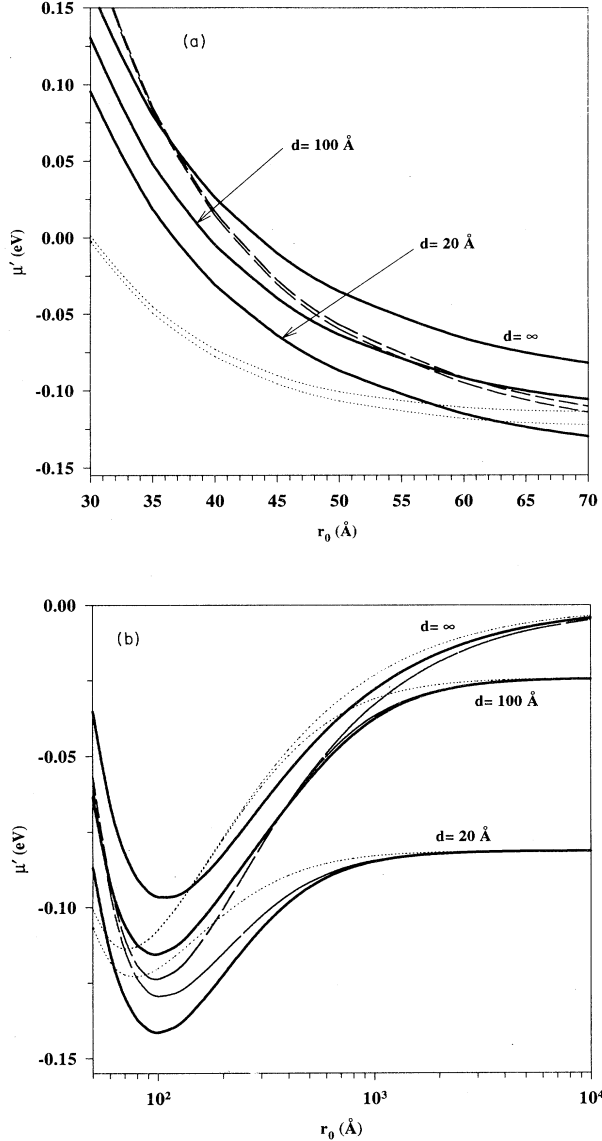 0.15
(a)
0.10
d= 100 Å
0.05
μ′ (eV)
0.00
d= 20 Å
-0.05
d= ∞
-0.10
-0.15
30 35 40 45 50 55 60 65 70
r0 (Å)
0.00
(b)
d= ∞
d= 100 Å
-0.05
μ′ (eV)
d= 20 Å
-0.10
-0.15
10² 10³ 10⁴
r0 (Å)